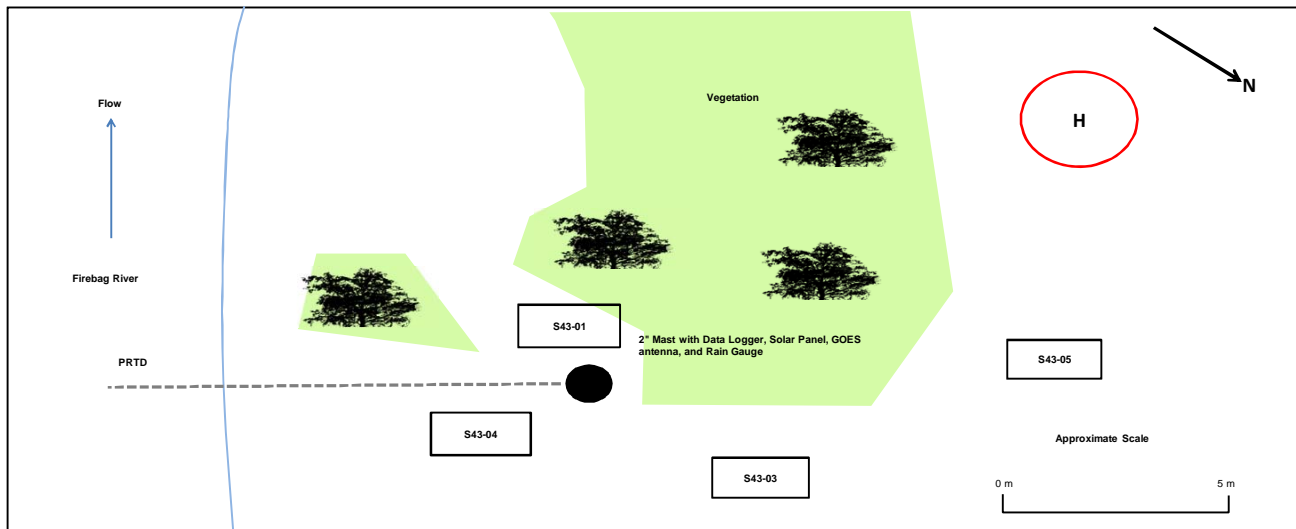 Flow
Vegetation
N
H
Firebag River
S43-01
2" Mast with Data Logger, Solar Panel, GOES
antenna, and Rain Gauge
PRTD
S43-05
S43-04
Approximate Scale
S43-03
0 m
5 m